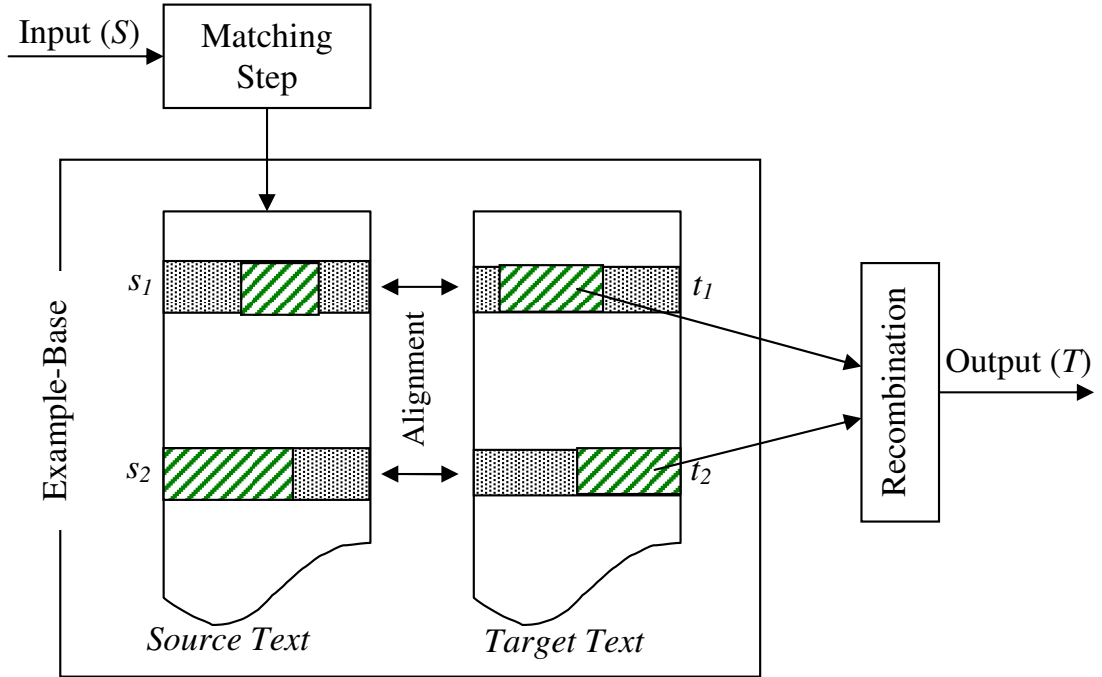 Input (S)
Matching
Step
Example-Base
s1
Alignment
t1
s2
t2
Recombination
Output (T)
Source Text
Target Text